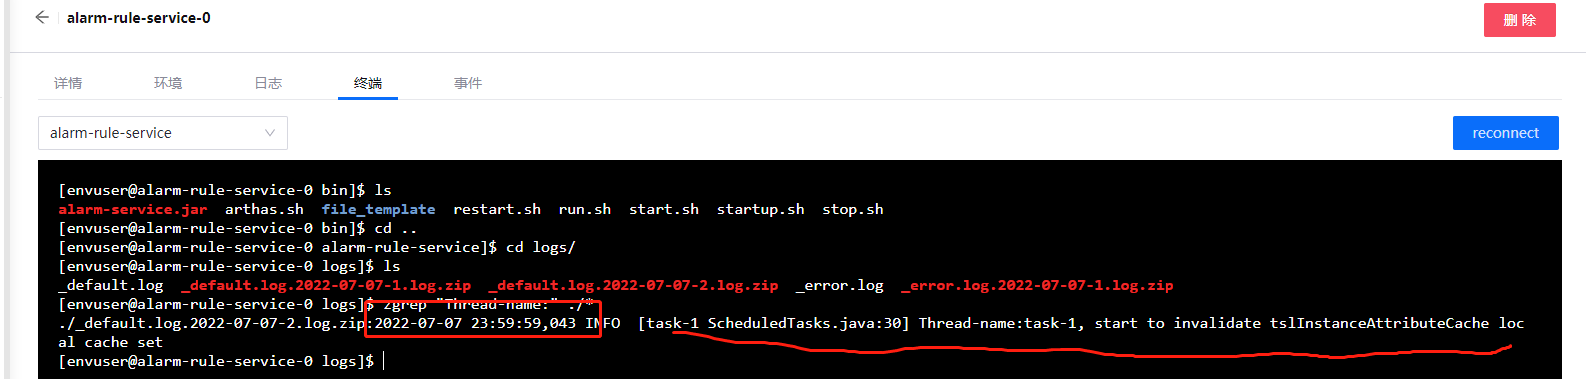 alarm-rule-service-0
删 除
详情 环境 日志 终端 事件
alarm-rule-service
reconnect
[envuser@alarm-rule-service-0 bin]$ ls
alarm-service.jar arthas.sh file_template restart.sh run.sh start.sh startup.sh stop.sh
[envuser@alarm-rule-service-0 bin]$ cd ..
[envuser@alarm-rule-service-0 alarm-rule-service]$ cd logs/
[envuser@alarm-rule-service-0 logs]$ ls
_default.log _default.log.2022-07-07-1.log.zip _default.log.2022-07-07-2.log.zip _error.log _error.log.2022-07-07-1.log.zip
[envuser@alarm-rule-service-0 logs]$ zgrep "Thread-name:" ./*
./_default.log.2022-07-07-2.log.zip:2022-07-07 23:59:59,043 INFO [task-1 ScheduledTasks.java:30] Thread-name:task-1, start to invalidate tslInstanceAttributeCache loc
al cache set
[envuser@alarm-rule-service-0 logs]$